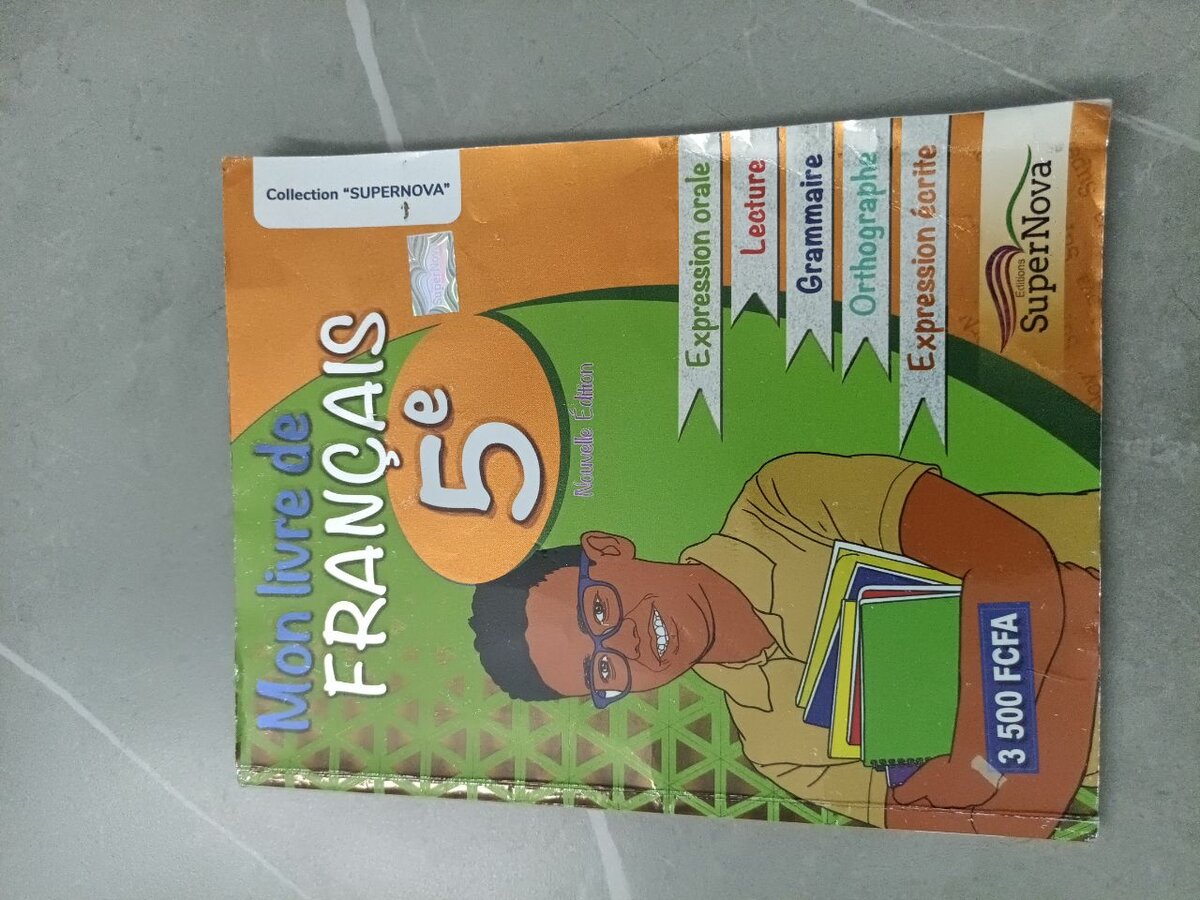 Collection "SUPERNOVA"
Mon livre de
FRANÇAIS
5e
SuperNova
Nouvelle Édition
Expression orale
Lecture
Grammaire
Orthographe
Expression écrite
3 500 FCFA
Éditions
SuperNova